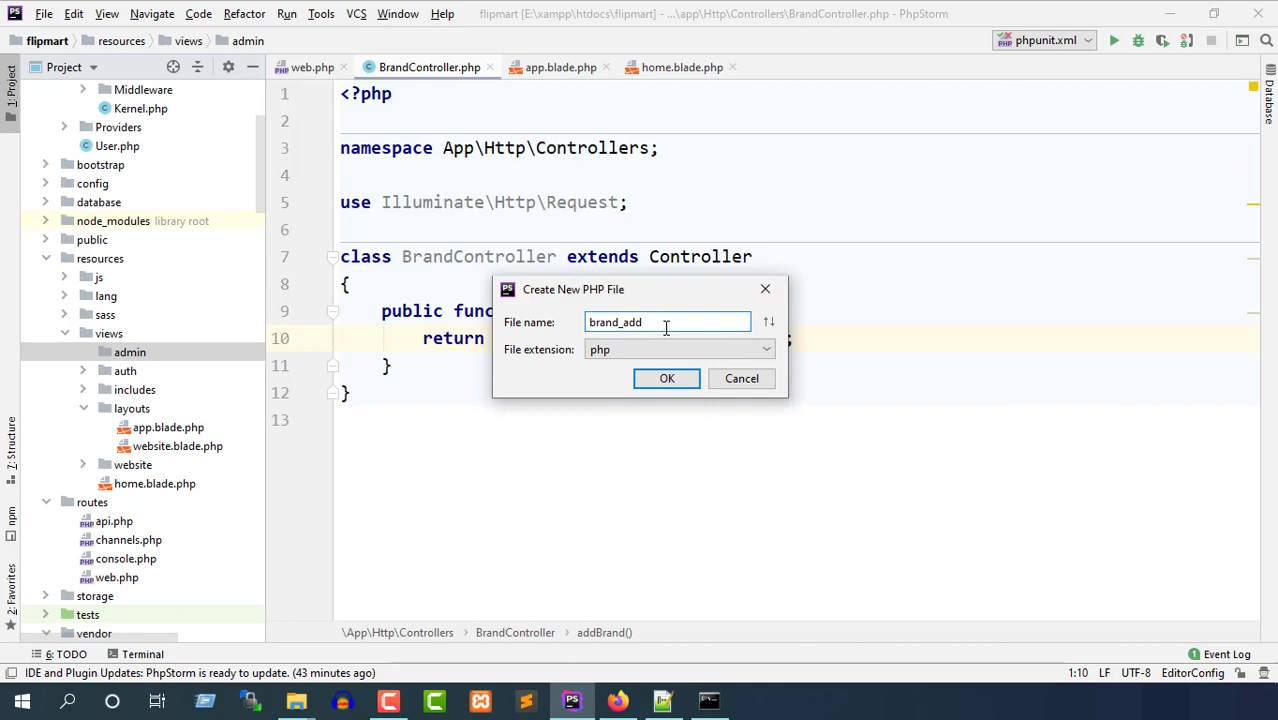 File Edit View Navigate Code Refactor Run Tools VCS Window Help flipmart [E:\xampp\htdocs\flipmart] - ...\app\Http\Controllers\BrandController.php - PhpStorm
flipmart resources views admin phpunit.xml
Project web.php BrandController.php app.blade.php home.blade.php
1: Project
Z: Structure
npm
2: Favorites
Database
Middleware
Kernel.php
Providers
User.php
bootstrap
config
database
node_modules library root
public
resources
js
lang
sass
views
admin
auth
includes
layouts
app.blade.php
website.blade.php
website
home.blade.php
routes
api.php
channels.php
console.php
web.php
storage
tests
vendor
1 <?php
2
3 namespace App\Http\Controllers;
4
5 use Illuminate\Http\Request;
6
7 class BrandController extends Controller
8 {
9 public func
10 return ;
11 }
12 }
13
Create New PHP File
File name: brand_add
File extension: php
OK Cancel
\App\Http\Controllers BrandController addBrand()
6: TODO Terminal Event Log
IDE and Plugin Updates: PhpStorm is ready to update. (43 minutes ago) 1:10 LF UTF-8 EditorConfig